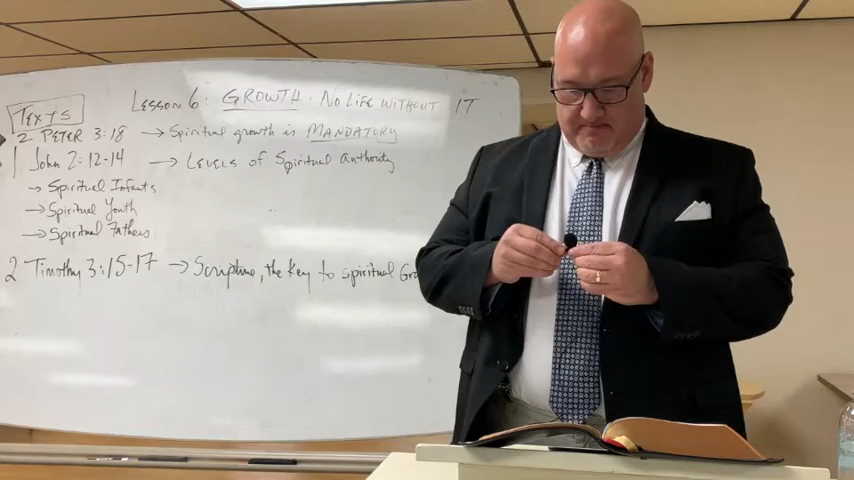 Lesson 6: GROWTH - No Life Without IT
TEXTS
2 PETER 3:18 → Spiritual growth is MANDATORY
1 John 2:12-14 → Levels of Spiritual Authority
→ Spiritual Infants
→ Spiritual Youth
→ Spiritual Fathers
2 Timothy 3:15-17 → Scripture, the Key to spiritual Gro